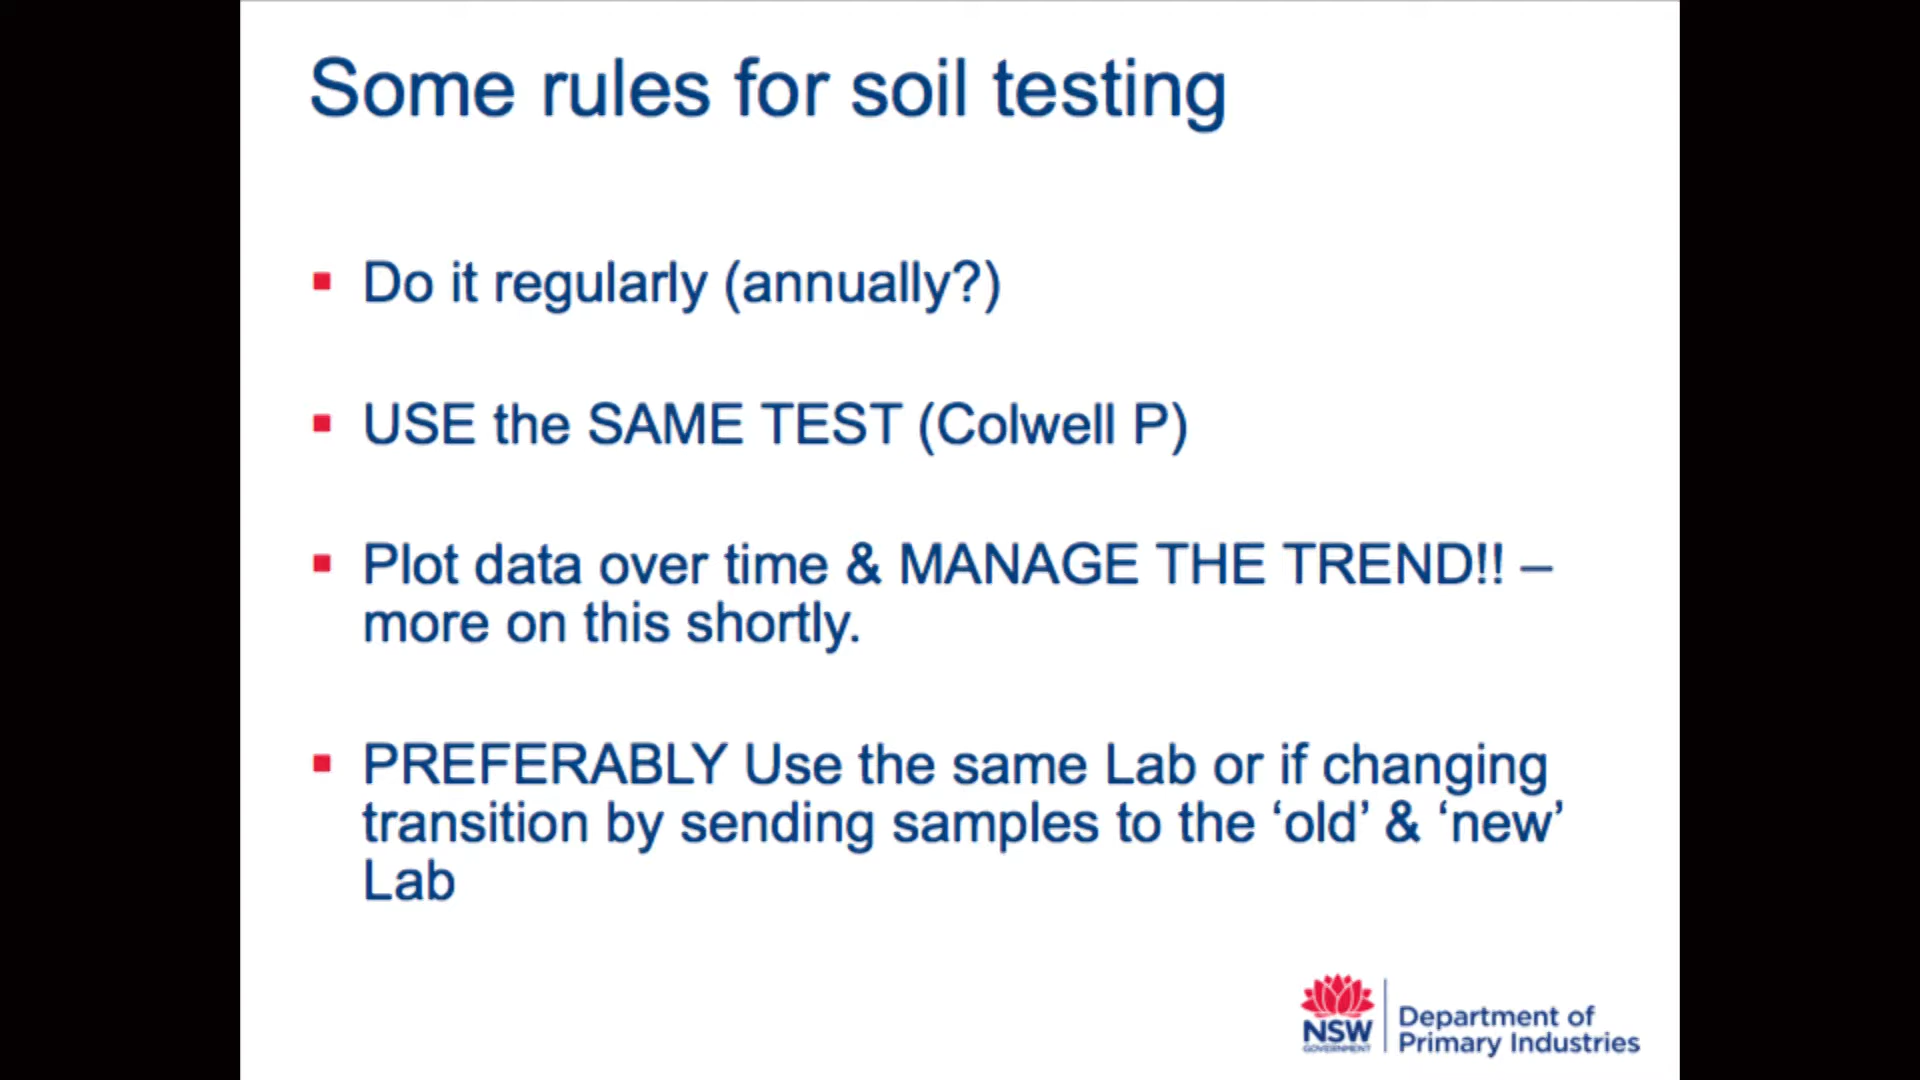 Some rules for soil testing
Do it regularly (annually?)
USE the SAME TEST (Colwell P)
Plot data over time & MANAGE THE TREND!! –
more on this shortly.
PREFERABLY Use the same Lab or if changing
transition by sending samples to the ‘old’ & ‘new’
Lab
NSW
GOVERNMENT
Department of
Primary Industries